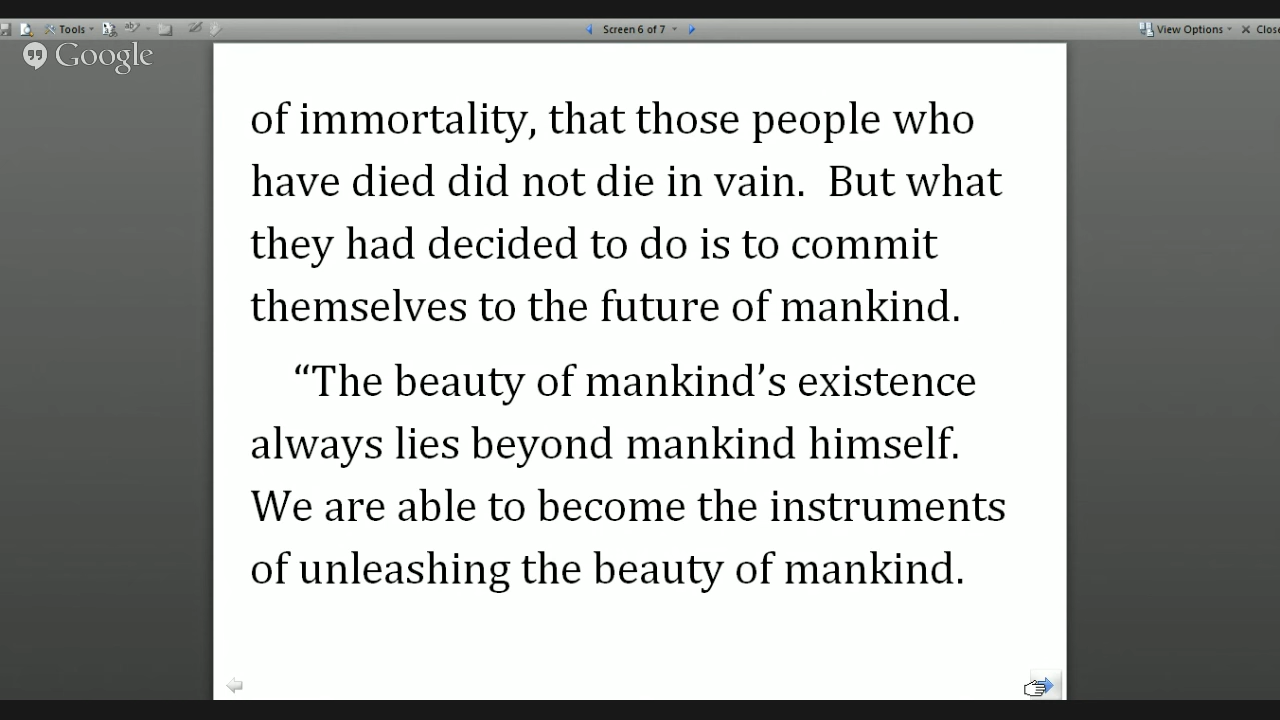 Tools
Screen 6 of 7
View Options
Clos
Google
of immortality, that those people who
have died did not die in vain.  But what
they had decided to do is to commit
themselves to the future of mankind.
“The beauty of mankind’s existence
always lies beyond mankind himself.
We are able to become the instruments
of unleashing the beauty of mankind.